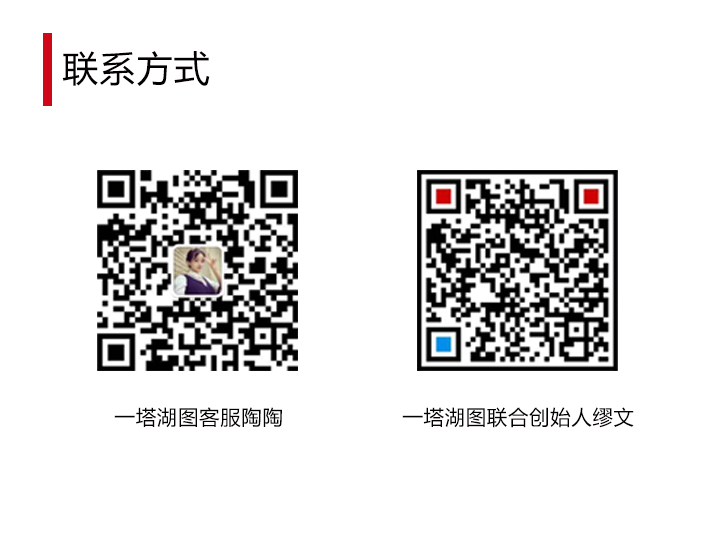 联系方式
一塔湖图客服陶陶
一塔湖图联合创始人缪文